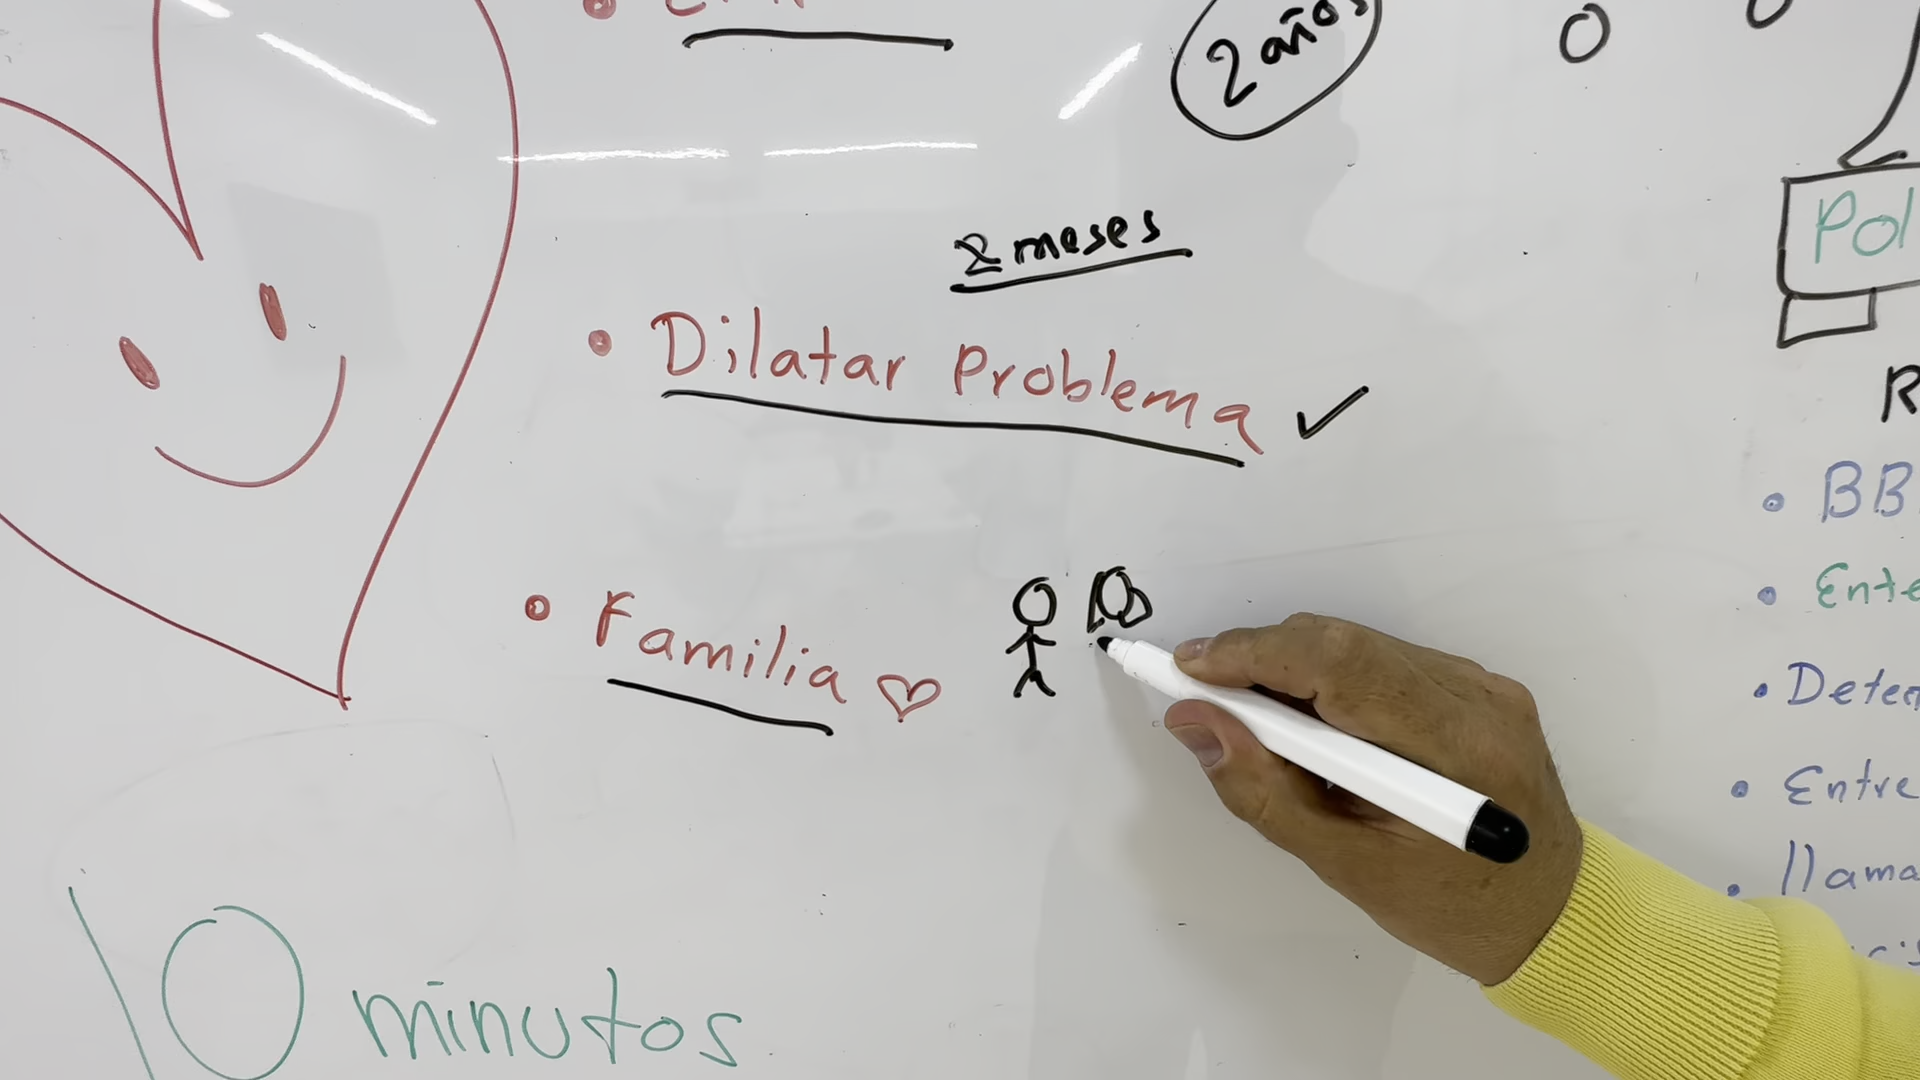 2 años
2 meses
Dilatar Problema
Familia
10 minutos
Pol
R
BB
Ente
Dete
Entre
llama